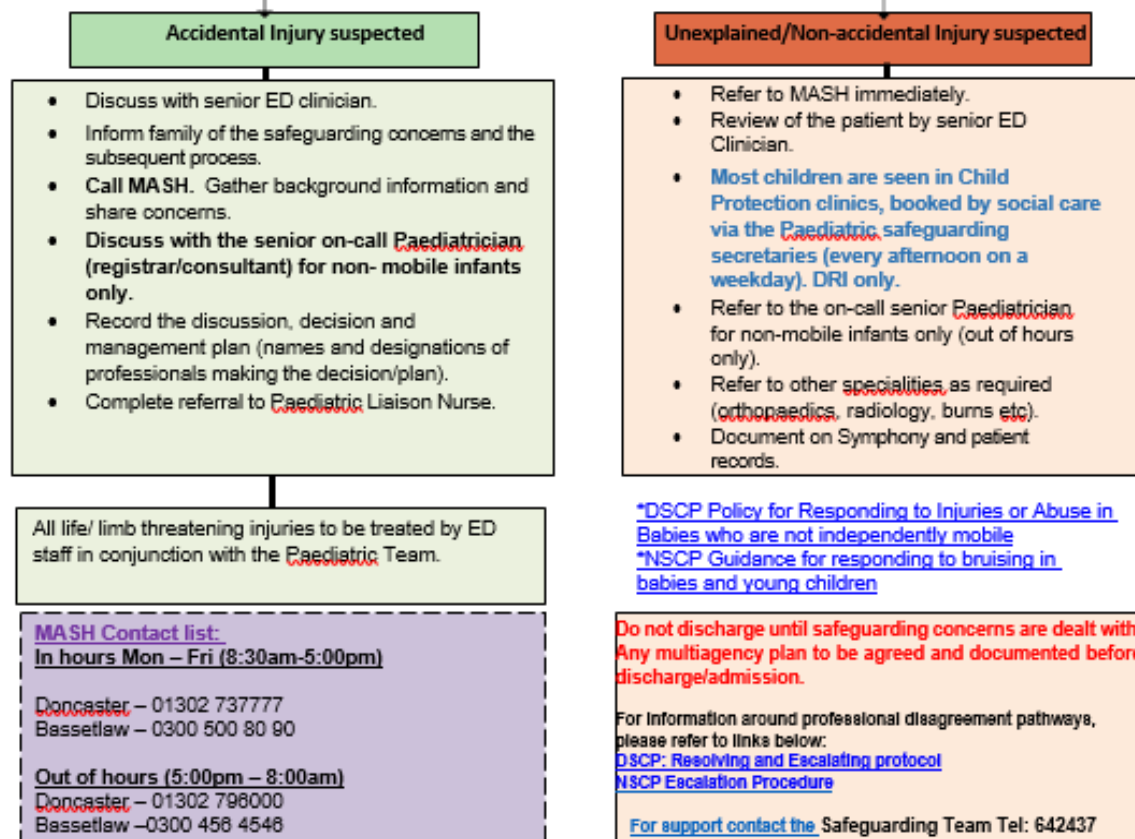 Accidental Injury suspected
• Discuss with senior ED clinician.
• Inform family of the safeguarding concerns and the
subsequent process.
• Call MASH. Gather background information and
share concerns.
• Discuss with the senior on-call Paediatrician
(registrar/consultant) for non- mobile infants
only.
• Record the discussion, decision and
management plan (names and designations of
professionals making the decision/plan).
• Complete referral to Paediatric Liaison Nurse.
All life/ limb threatening injuries to be treated by ED
staff in conjunction with the Paediatric Team.
MASH Contact list:
In hours Mon – Fri (8:30am-5:00pm)
Doncaster – 01302 737777
Bassetlaw – 0300 500 80 90
Out of hours (5:00pm – 8:00am)
Doncaster – 01302 796000
Bassetlaw –0300 456 4546
Unexplained/Non-accidental Injury suspected
• Refer to MASH immediately.
• Review of the patient by senior ED
Clinician.
• Most children are seen in Child
Protection clinics, booked by social care
via the Paediatric safeguarding
secretaries (every afternoon on a
weekday). DRI only.
• Refer to the on-call senior Paediatrician
for non-mobile infants only (out of hours
only).
• Refer to other specialities as required
(orthopaedics, radiology, burns etc).
• Document on Symphony and patient
records.
*DSCP Policy for Responding to Injuries or Abuse in
Babies who are not independently mobile
*NSCP Guidance for responding to bruising in
babies and young children
Do not discharge until safeguarding concerns are dealt with
Any multiagency plan to be agreed and documented before
discharge/admission.
For information around professional disagreement pathways,
please refer to links below:
DSCP: Resolving and Escalating protocol
NSCP Escalation Procedure
For support contact the Safeguarding Team Tel: 642437